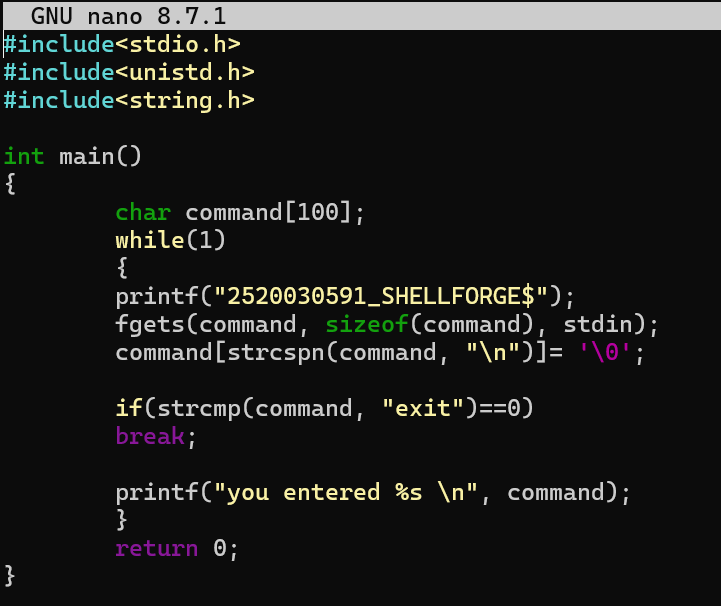 GNU nano 8.7.1
#include<stdio.h>
#include<unistd.h>
#include<string.h>
int main()
{
char command[100];
while(1)
{
printf("2520030591_SHELLFORGE$");
fgets(command, sizeof(command), stdin);
command[strcspn(command, "\n")]= '\0';
if(strcmp(command, "exit")==0)
break;
printf("you entered %s \n", command);
}
return 0;
}